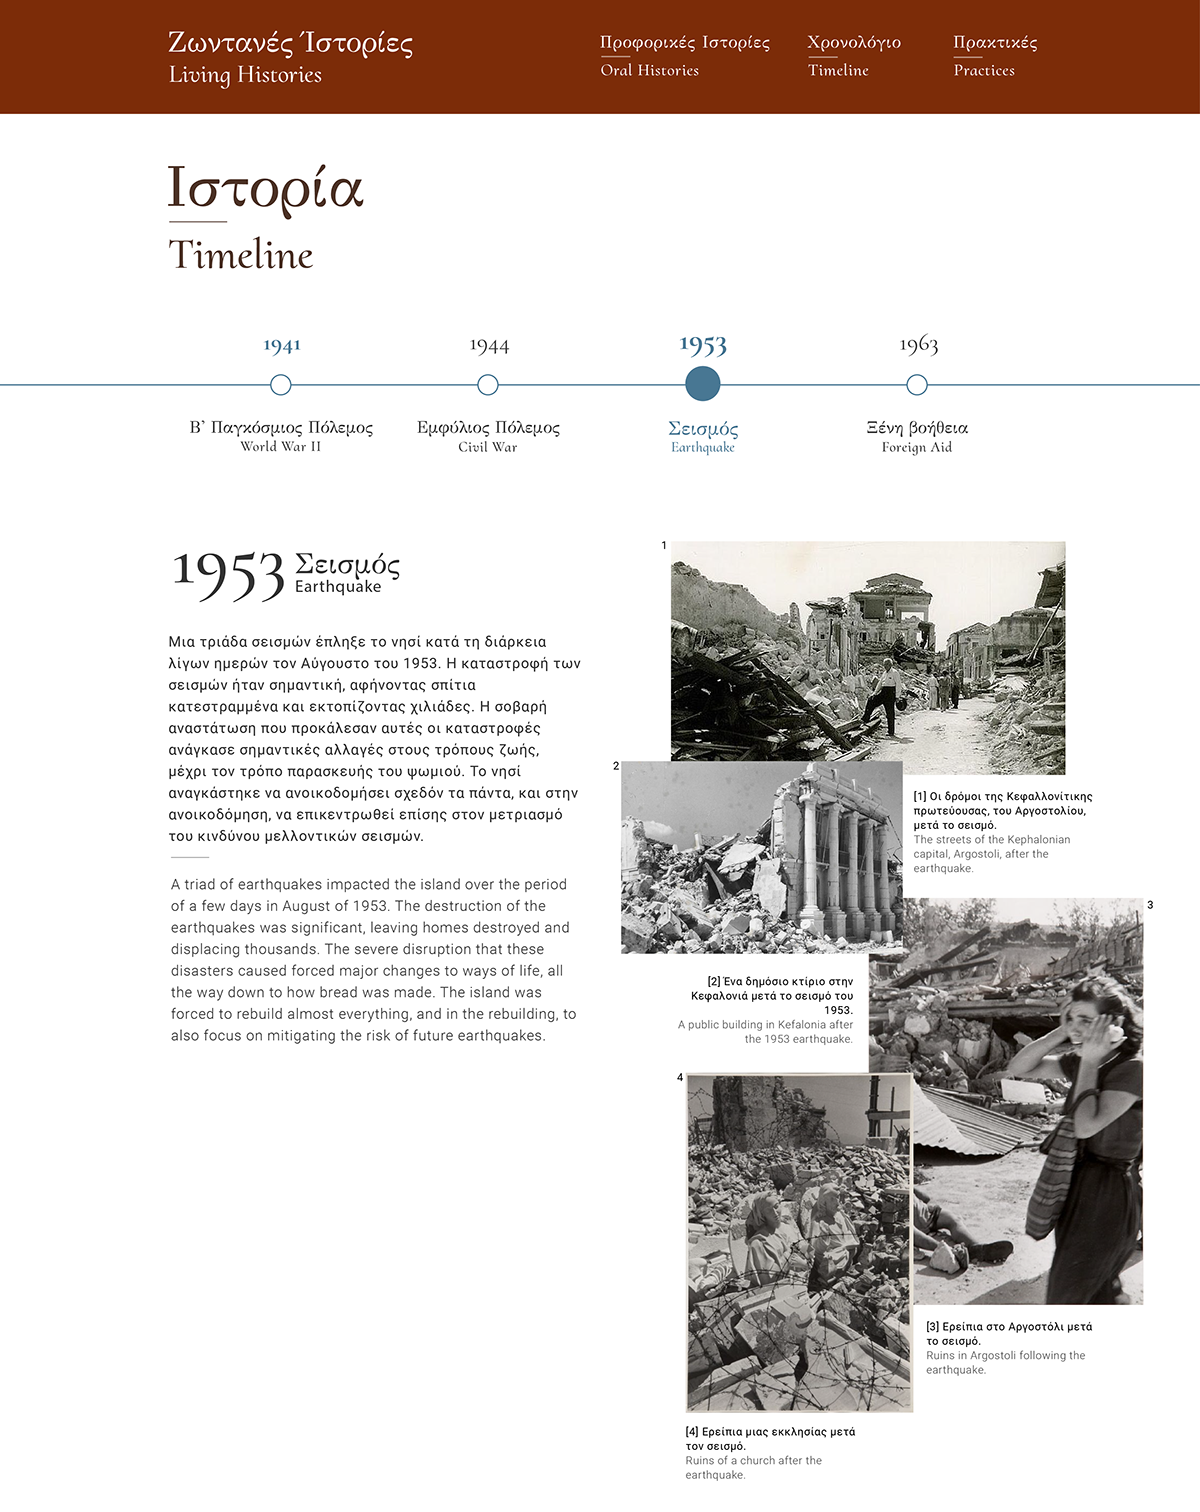 Ζωντανές Ἱστορίες
Living Histories
Προφορικές Ιστορίες
Oral Histories
Χρονολόγιο
Timeline
Πρακτικές
Practices
Ιστορία
Timeline
1941
1944
1953
1963
Β’ Παγκόσμιος Πόλεμος
World War II
Εμφύλιος Πόλεμος
Civil War
Σεισμός
Earthquake
Ξένη βοήθεια
Foreign Aid
1953 Σεισμός
Earthquake
Μια τριάδα σεισμών έπληξε το νησί κατά τη διάρκεια
λίγων ημερών τον Αύγουστο του 1953. Η καταστροφή των
σεισμών ήταν σημαντική, αφήνοντας σπίτια
κατεστραμμένα και εκτοπίζοντας χιλιάδες. Η σοβαρή
αναστάτωση που προκάλεσαν αυτές οι καταστροφές
ανάγκασε σημαντικές αλλαγές στους τρόπους ζωής,
μέχρι τον τρόπο παρασκευής του ψωμιού. Το νησί
αναγκάστηκε να ανοικοδομήσει σχεδόν τα πάντα, και στην
ανοικοδόμηση, να επικεντρωθεί επίσης στον μετριασμό
του κινδύνου μελλοντικών σεισμών.
A triad of earthquakes impacted the island over the period
of a few days in August of 1953. The destruction of the
earthquakes was significant, leaving homes destroyed and
displacing thousands. The severe disruption that these
disasters caused forced major changes to ways of life, all
the way down to how bread was made. The island was
forced to rebuild almost everything, and in the rebuilding, to
also focus on mitigating the risk of future earthquakes.
1
2
[1] Οι δρόμοι της Κεφαλλονίτικης
πρωτεύουσας, του Αργοστολίου,
μετά το σεισμό.
The streets of the Kephalonian
capital, Argostoli, after the
earthquake.
3
[2] Ένα δημόσιο κτίριο στην
Κεφαλονιά μετά το σεισμό του
1953.
A public building in Kefalonia after
the 1953 earthquake.
4
[3] Ερείπια στο Αργοστόλι μετά
το σεισμό.
Ruins in Argostoli following the
earthquake.
[4] Ερείπια μιας εκκλησίας μετά
τον σεισμό.
Ruins of a church after the
earthquake.